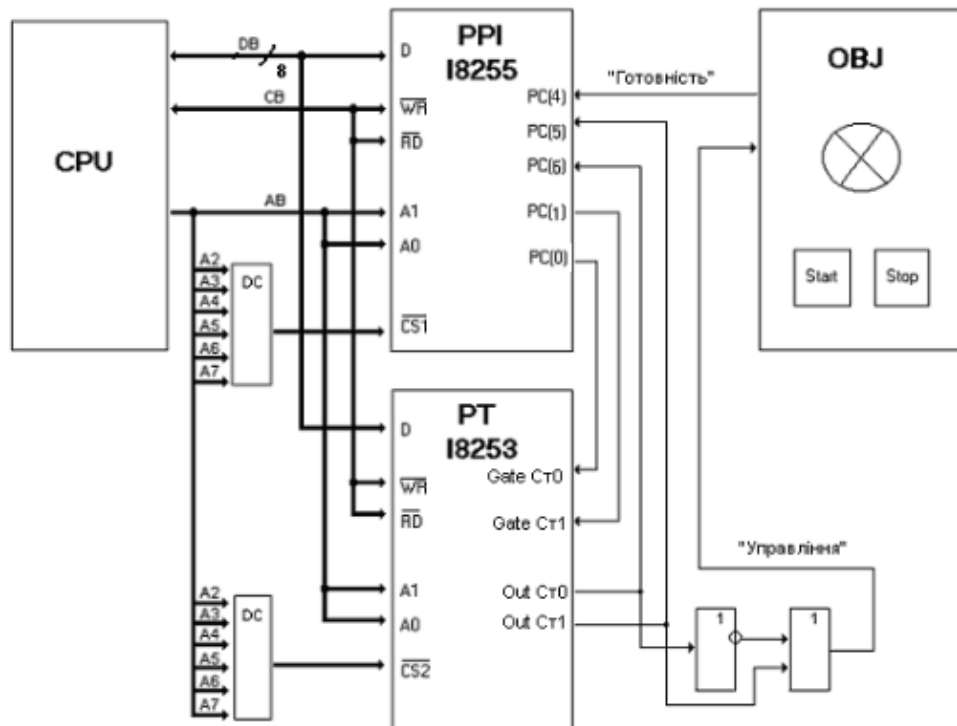 CPU
DB
8
CB
AB
A2
A3
A4
A5
A6
A7
DC
A2
A3
A4
A5
A6
A7
DC
PPI
I8255
D
WR
RD
A1
A0
CS1
PC(4)
PC(5)
PC(6)
PC(1)
PC(0)
PT
I8253
D
WR
RD
A1
A0
CS2
Gate Ст0
Gate Ст1
Out Ст0
Out Ст1
"Готовність"
OBJ
Start
Stop
"Управління"
1
1